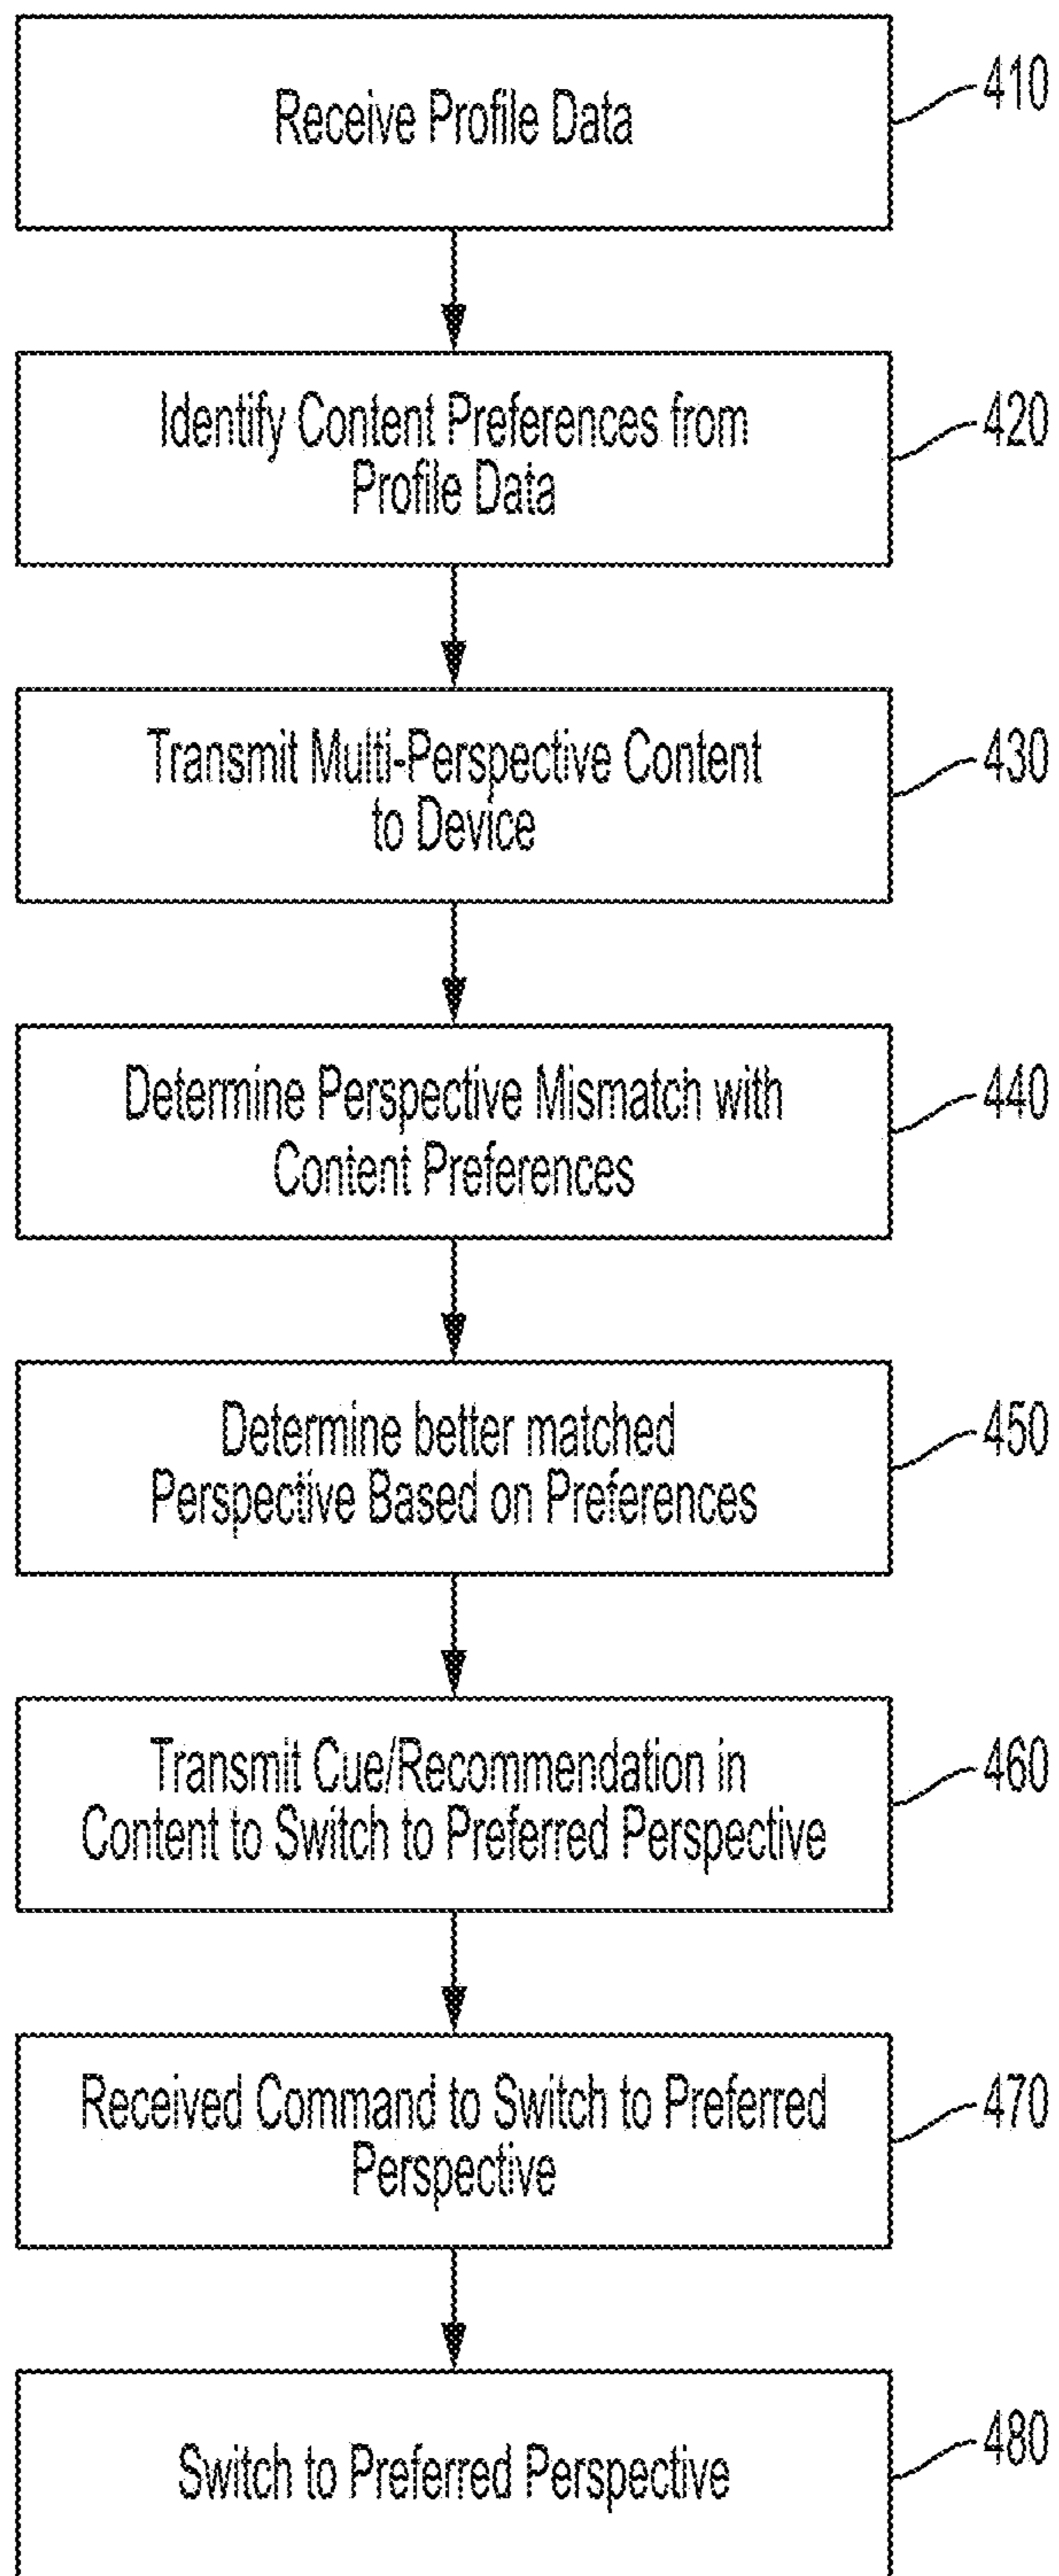 Receive Profile Data
410
Identify Content Preferences from
Profile Data
420
Transmit Multi-Perspective Content
to Device
430
Determine Perspective Mismatch with
Content Preferences
440
Determine better matched
Perspective Based on Preferences
450
Transmit Cue/Recommendation in
Content to Switch to Preferred Perspective
460
Received Command to Switch to Preferred
Perspective
470
Switch to Preferred Perspective
480